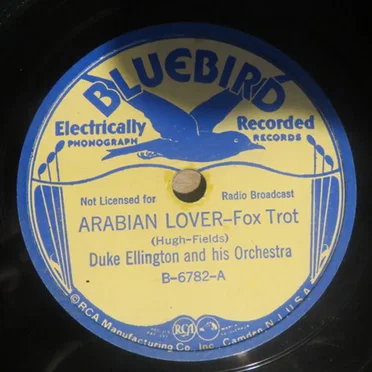 BLUEBIRD
Electrically Recorded
PHONOGRAPH RECORDS
Not Licensed for Radio Broadcast
ARABIAN LOVER–Fox Trot
(Hugh-Fields)
Duke Ellington and his Orchestra
B-6782-A
RCA
©RCA Manufacturing Co., Inc., Camden N.J. U.S.A.